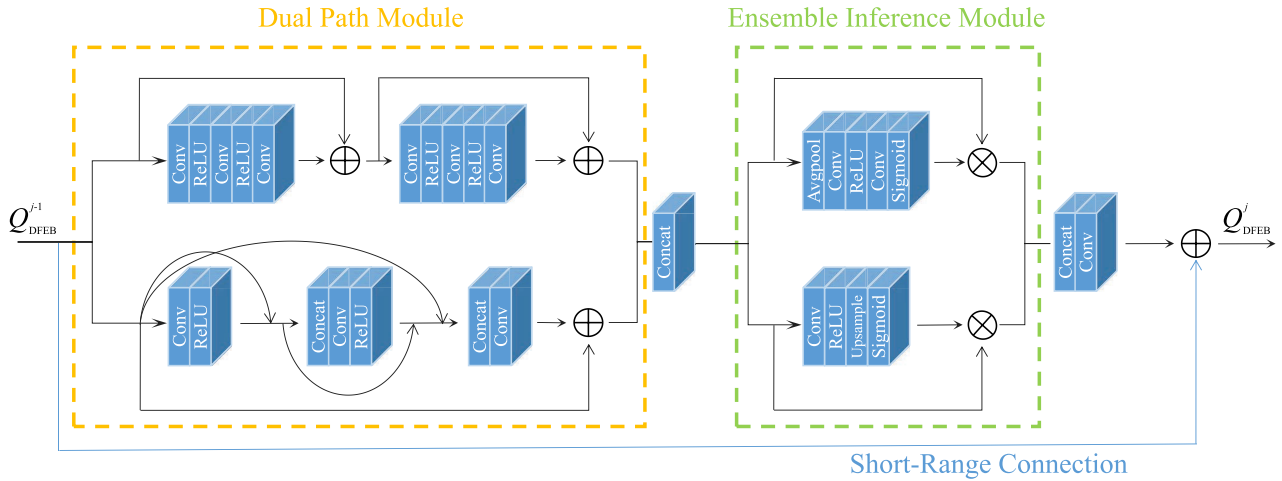 Dual Path Module
Ensemble Inference Module
Conv ReLU Conv ReLU Conv
Conv ReLU Conv ReLU Conv
Avgpool Conv ReLU Conv Sigmoid
Q^{j-1}_{DFEB}
Concat
Concat Conv
Q^{j}_{DFEB}
Conv ReLU
Concat Conv ReLU
Concat Conv
Conv ReLU Upsample Sigmoid
Short-Range Connection